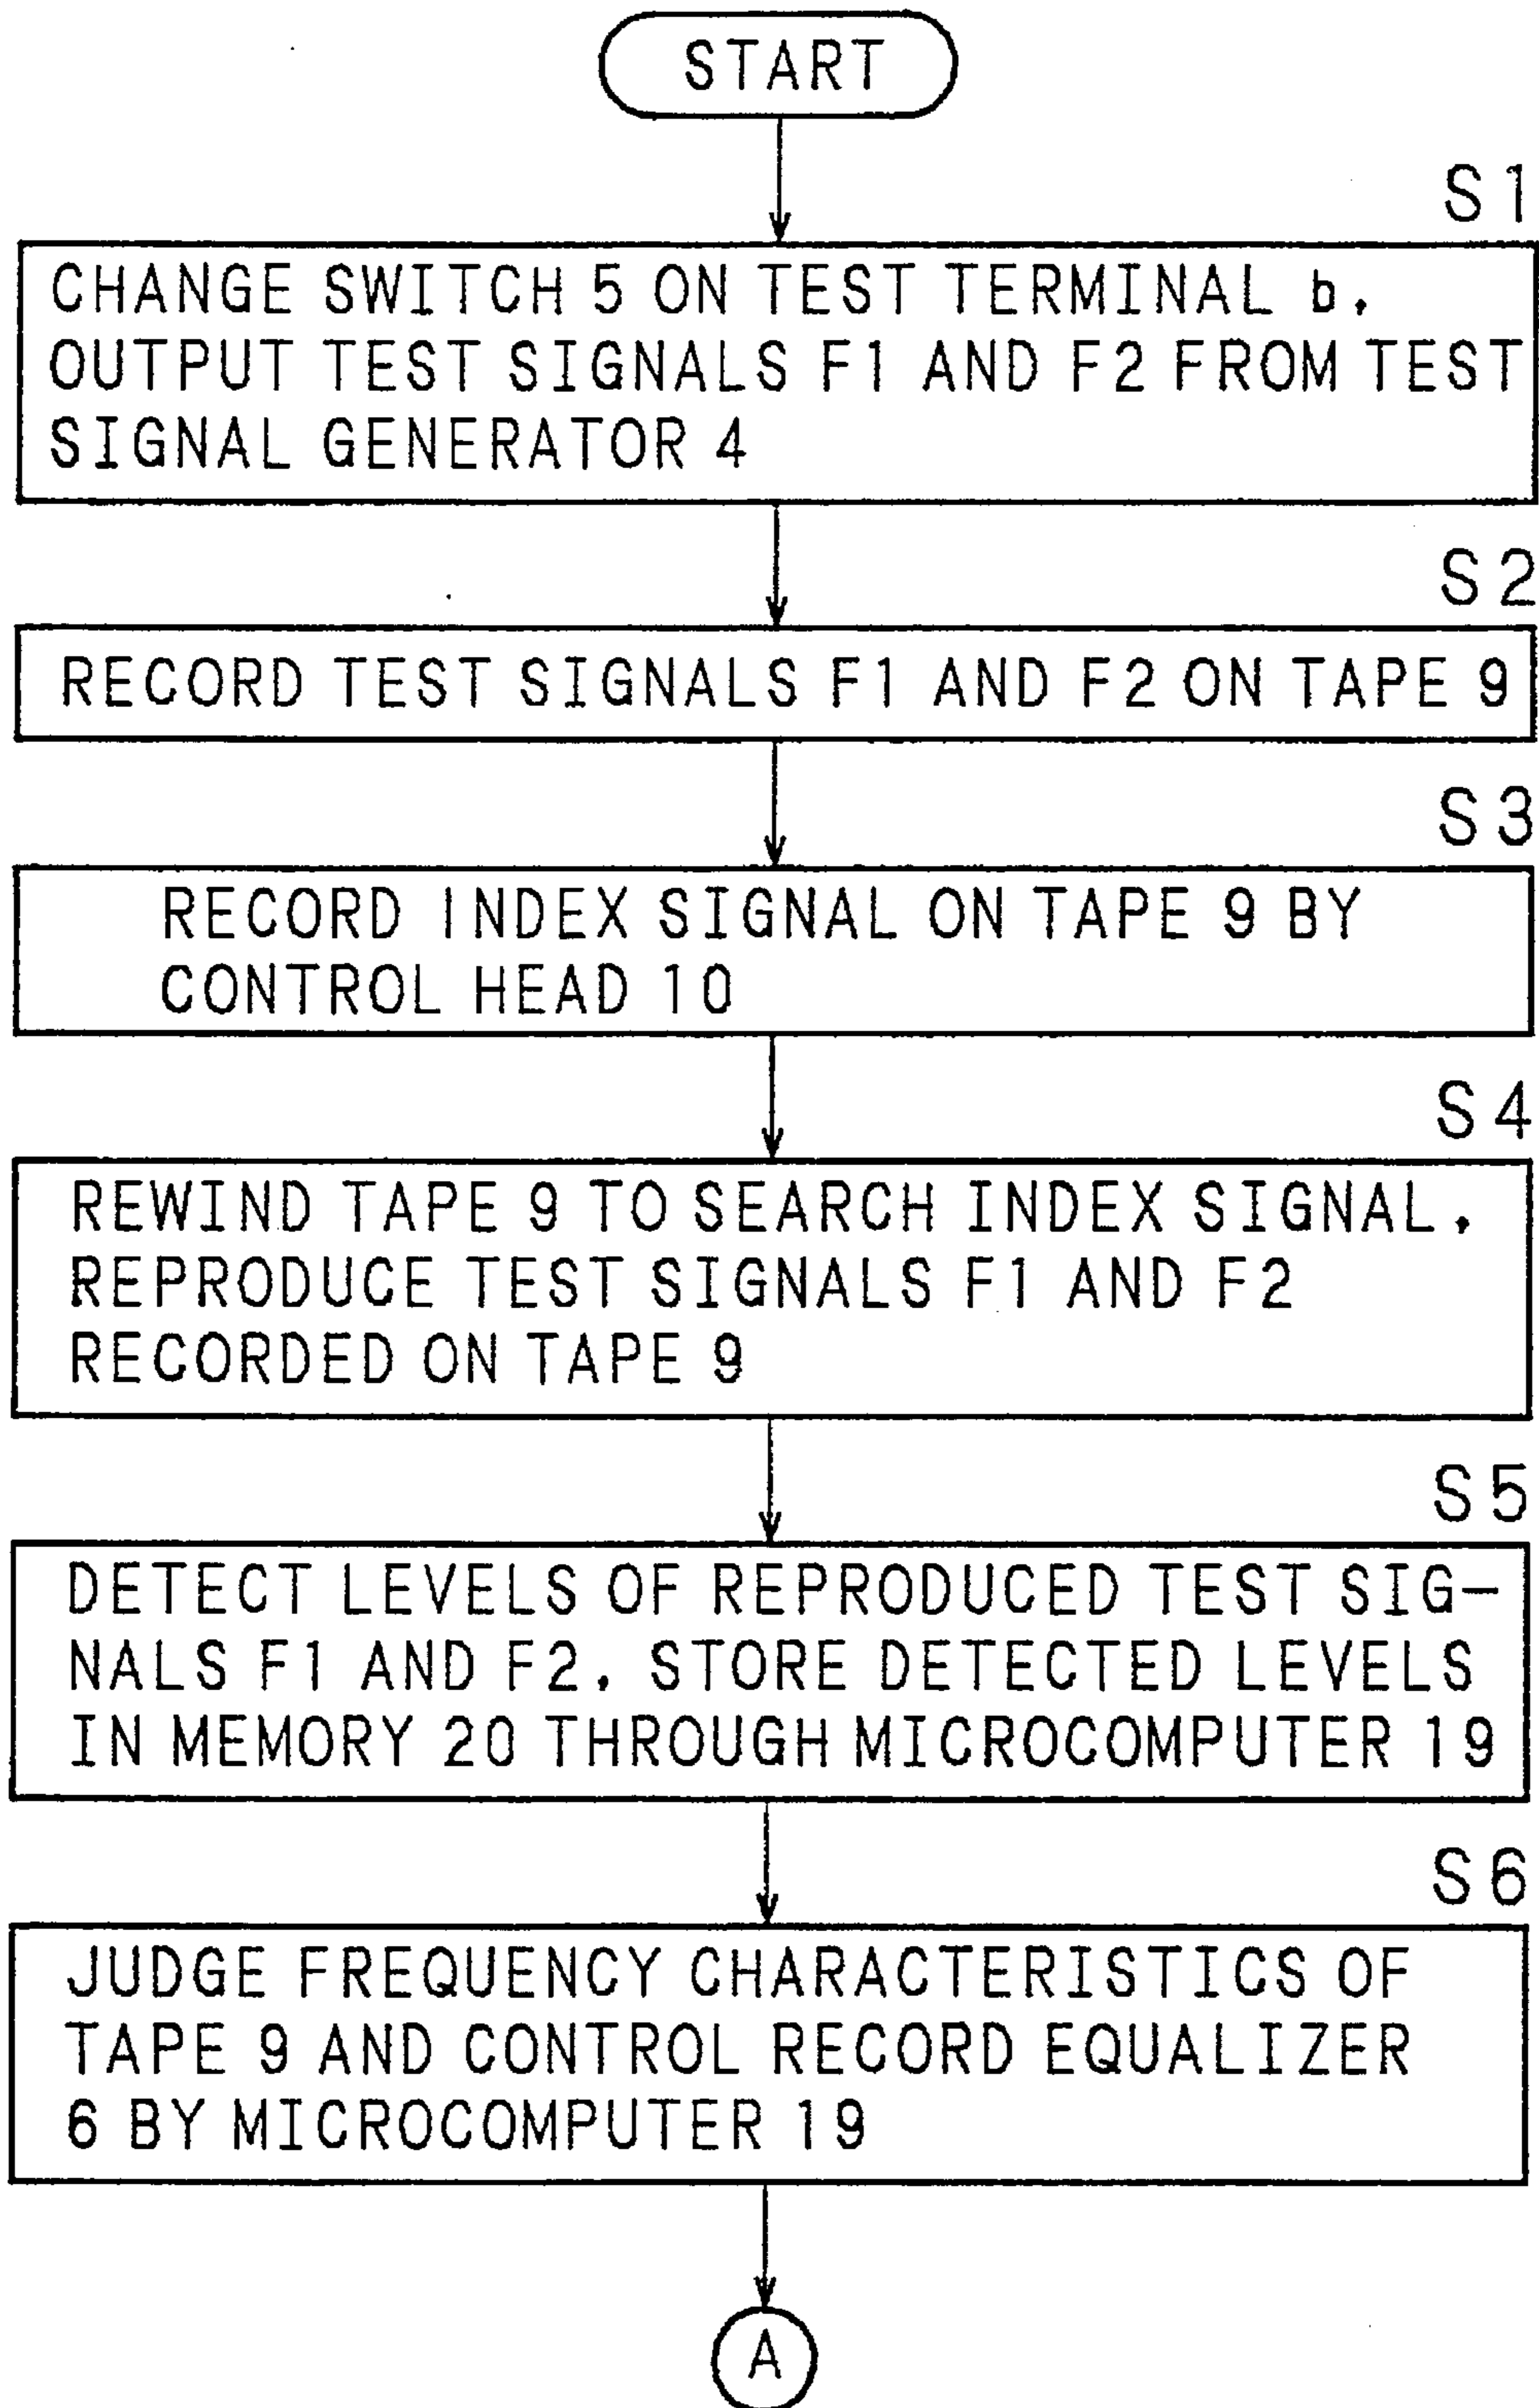 START
S1
CHANGE SWITCH 5 ON TEST TERMINAL b.
OUTPUT TEST SIGNALS F1 AND F2 FROM TEST
SIGNAL GENERATOR 4
S2
RECORD TEST SIGNALS F1 AND F2 ON TAPE 9
S3
RECORD INDEX SIGNAL ON TAPE 9 BY
CONTROL HEAD 10
S4
REWIND TAPE 9 TO SEARCH INDEX SIGNAL.
REPRODUCE TEST SIGNALS F1 AND F2
RECORDED ON TAPE 9
S5
DETECT LEVELS OF REPRODUCED TEST SIG-
NALS F1 AND F2. STORE DETECTED LEVELS
IN MEMORY 20 THROUGH MICROCOMPUTER 19
S6
JUDGE FREQUENCY CHARACTERISTICS OF
TAPE 9 AND CONTROL RECORD EQUALIZER
6 BY MICROCOMPUTER 19
A